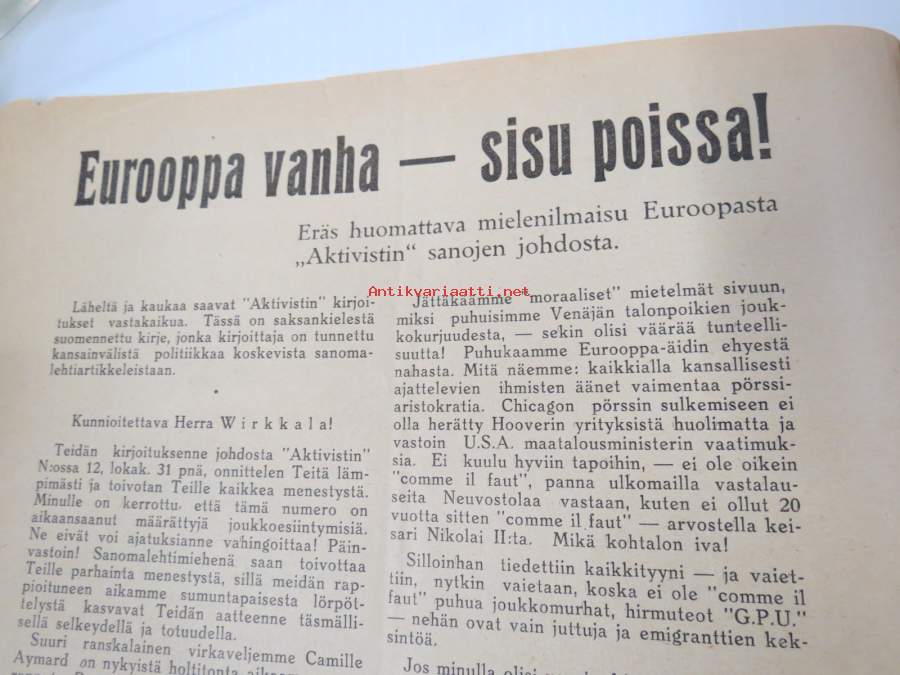 Eurooppa vanha — sisu poissa!
Eräs huomattava mielenilmaisu Euroopasta
„Aktivistin“ sanojen johdosta.
Läheltä ja kaukaa saavat "Aktivistin" kirjoi-
tukset vastakaikua. Tässä on saksankielestä
suomennettu kirje, jonka kirjoittaja on tunnettu
kansainvälistä politiikkaa koskevista sanoma-
lehtiartikkeleistaan.
Kunnioitettava Herra Wirkkala!
Teidän kirjoituksenne johdosta "Aktivistin"
N:ossa 12, lokak. 31 pnä, onnittelen Teitä läm-
pimästi ja toivotan Teille kaikkea menestystä.
Minulle on kerrottu, että tämä numero on
aikaansaanut määrättyjä joukkoesiintymisiä.
Ne eivät voi ajatuksianne vahingoittaa! Päin-
vastoin! Sanomalehtimiehenä saan toivottaa
Teille parhainta menestystä, sillä meidän rap-
pioituneen aikamme sumuntapaisesta lörpöt-
telystä kasvavat Teidän aatteenne täsmälli-
sellä selkeydellä ja totuudella.
Suuri ranskalainen virkaveljemme Camille
Aymard on nykyistä holtitonta
Antikvariaatti.net
Jättäkäämme "moraaliset" mietelmät sivuun,
miksi puhuisimme Venäjän talonpoikien jouk-
kokurjuudesta, — sekin olisi väärää tunteelli-
suutta! Puhukaamme Eurooppa-äidin ehyestä
nahasta. Mitä näemme: kaikkialla kansallisesti
ajattelevien ihmisten äänet vaimentaa pörssi-
aristokratia. Chicagon pörssin sulkemiseen ei
olla herätty Hooverin yrityksistä huolimatta ja
vastoin U.S.A. maatalousministerin vaatimuk-
sia. Ei kuulu hyviin tapoihin, — ei ole oikein
"comme il faut", panna ulkomailla vastalau-
seita Neuvostolaa vastaan, kuten ei ollut 20
vuotta sitten "comme il faut" — arvostella kei-
sari Nikolai II:ta. Mikä kohtalon iva!
Silloinhan tiedettiin kaikkityyni — ja vaiet-
tiin, nytkin vaietaan, koska ei ole "comme il
faut" puhua joukkomurhat, hirmuteot "G.P.U."
— nehän ovat vain juttuja ja emigranttien kek-
sintöä.
Jos minulla olisi